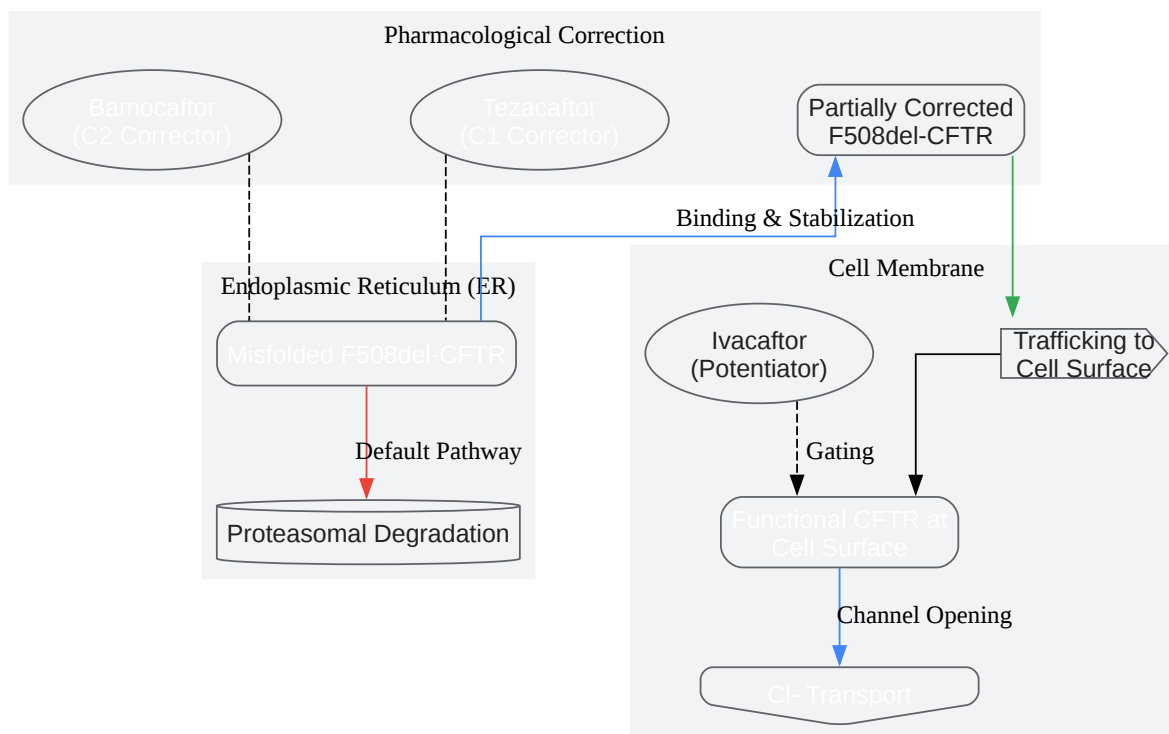 Pharmacological Correction
Bamocaftor
(C2 Corrector)
Tezacaftor
(C1 Corrector)
Partially Corrected
F508del-CFTR
Binding & Stabilization
Endoplasmic Reticulum (ER)
Misfolded F508del-CFTR
Default Pathway
Proteasomal Degradation
Cell Membrane
Ivacaftor
(Potentiator)
Trafficking to
Cell Surface
Gating
Functional CFTR at
Cell Surface
Channel Opening
Cl- Transport